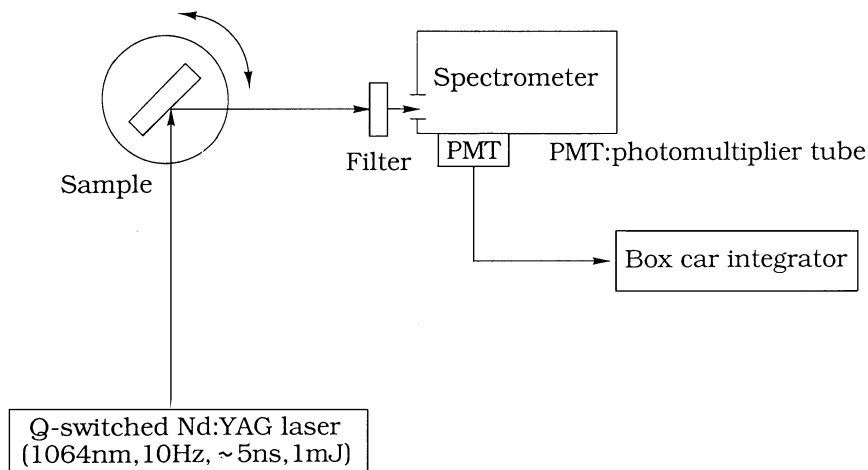 Spectrometer
PMT
PMT:photomultiplier tube
Filter
Sample
Box car integrator
Q-switched Nd:YAG laser
(1064nm,10Hz, ~5ns,1mJ)